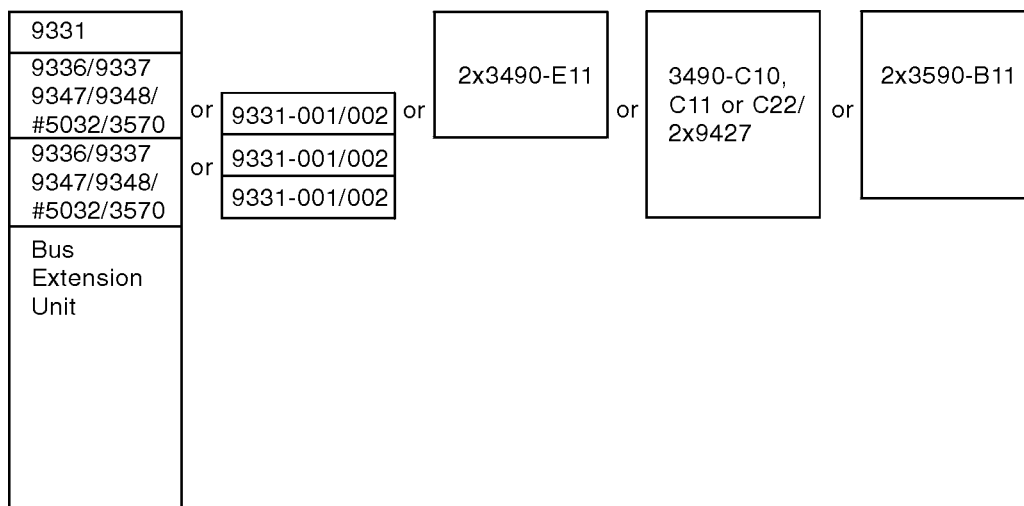 9331
9336/9337
9347/9348/
#5032/3570
9336/9337
9347/9348/
#5032/3570
Bus
Extension
Unit
or
or
9331-001/002
9331-001/002
9331-001/002
or
2x3490-E11
or
3490-C10,
C11 or C22/
2x9427
or
2x3590-B11